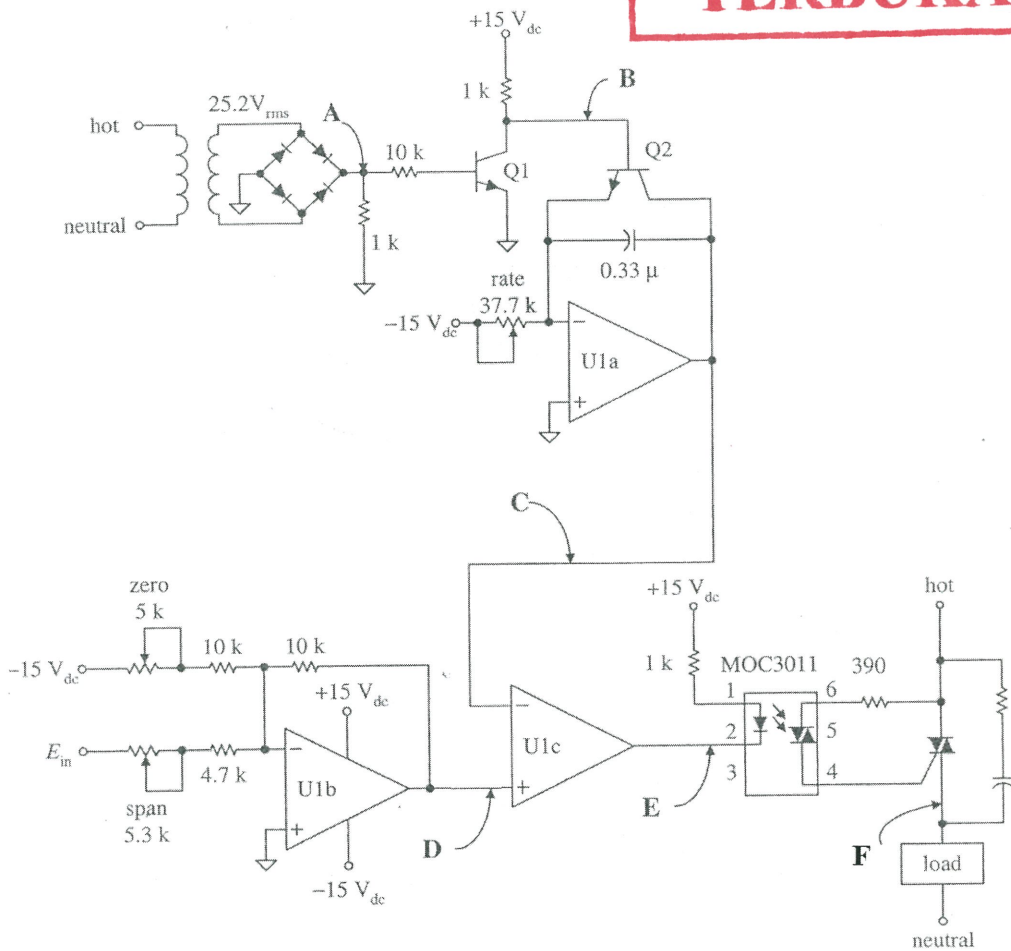 TERBUKA
+15 V_dc
1 k
B
25.2V_rms
A
hot
10 k
Q1
Q2
neutral
1 k
0.33 µ
rate
37.7 k
−15 V_dc
−
U1a
+
C
zero
5 k
+15 V_dc
hot
10 k
10 k
1 k
MOC3011
390
−15 V_dc
+15 V_dc
1
6
E_in
−
−
2
5
4.7 k
U1b
U1c
3
4
span
5.3 k
+
+
D
E
F
load
−15 V_dc
neutral